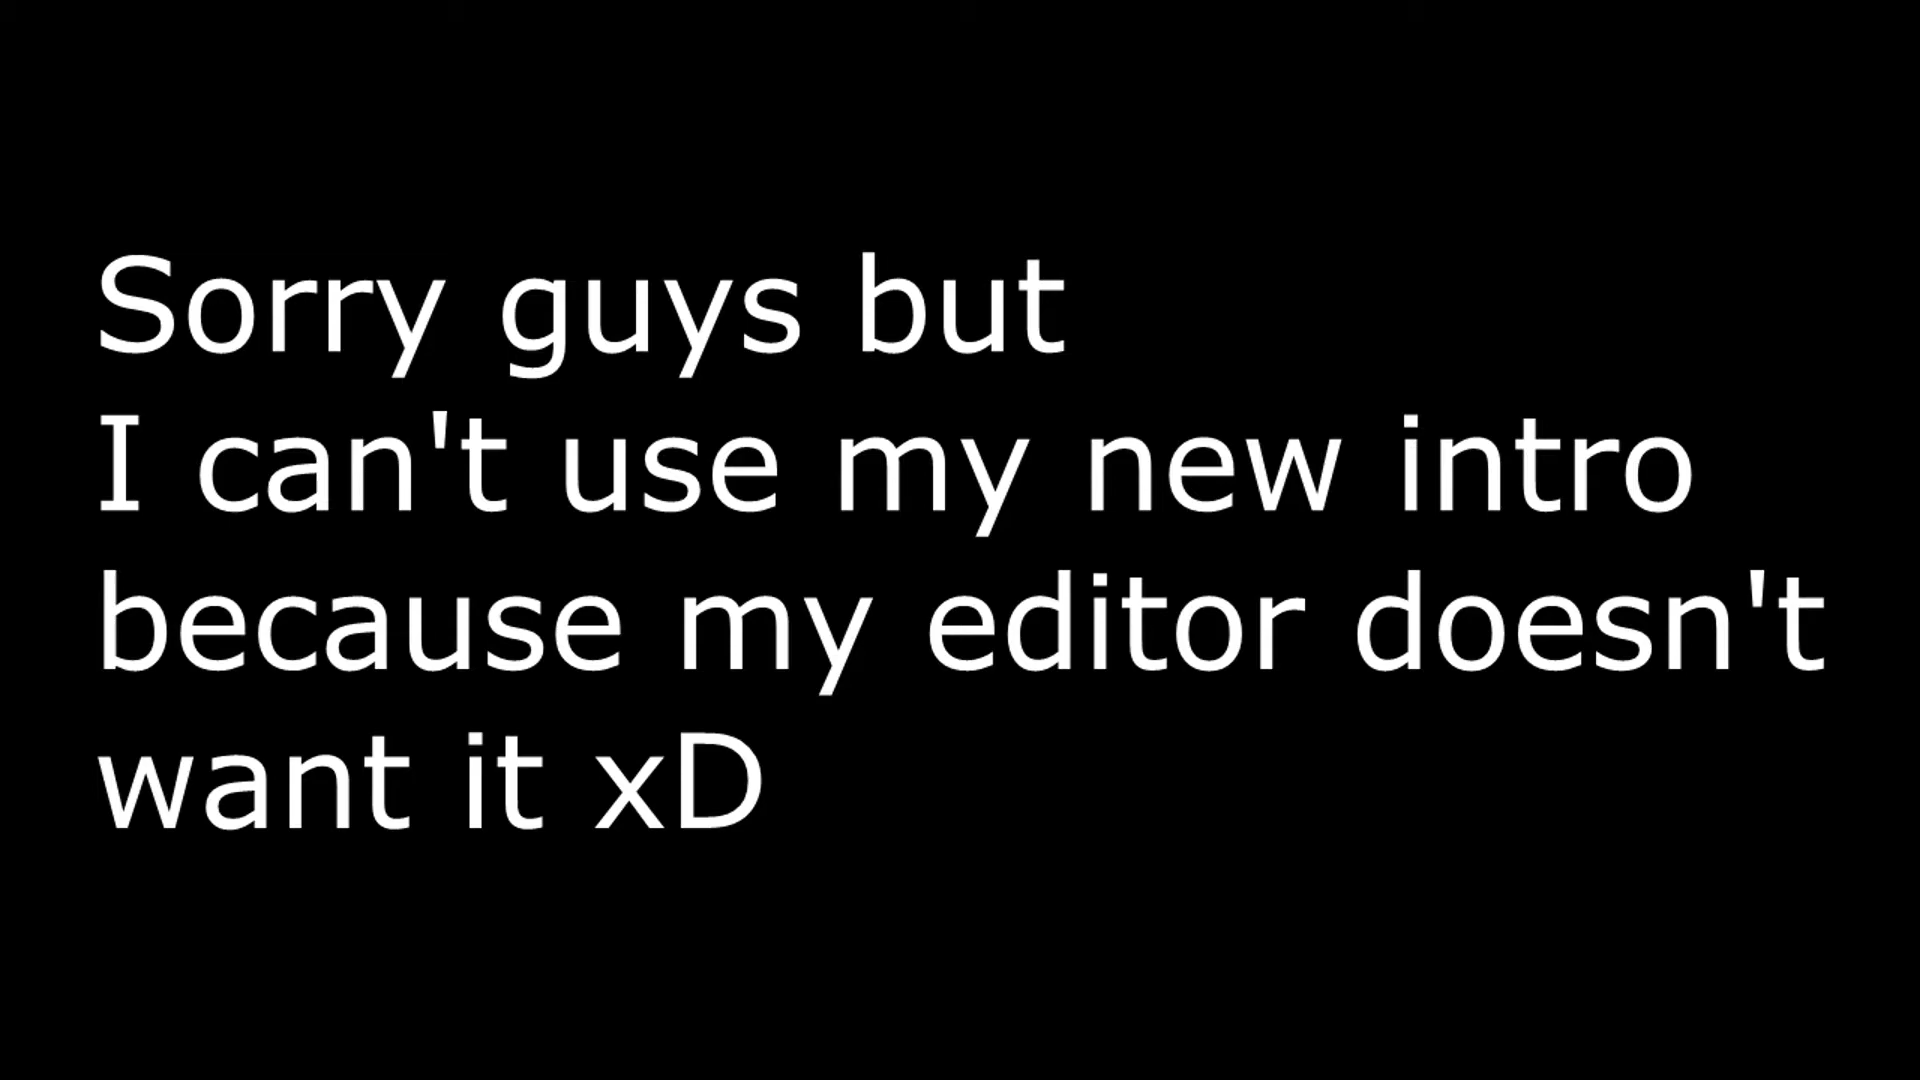 Sorry guys but
I can't use my new intro
because my editor doesn't
want it xD